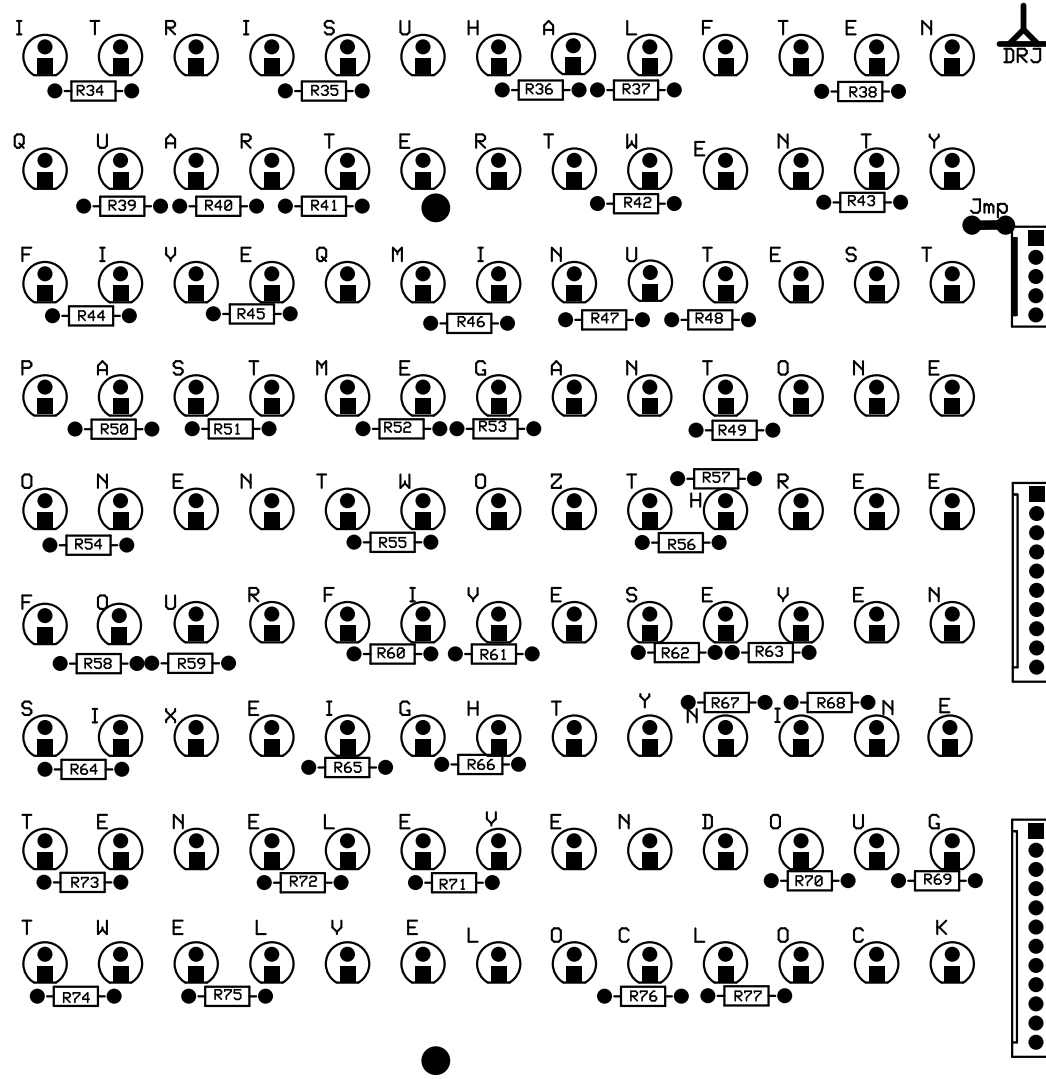 I T R I S U H A L F T E N
DRJ
R34 R35 R36 R37 R38
Q U A R T E R T W E N T Y
R39 R40 R41 R42 R43
Jmp
F I V E Q M I N U T E S T
R44 R45 R46 R47 R48
P A S T M E G A N T O N E
R50 R51 R52 R53 R49
O N E N T W O Z T H R E E
R57
R54 R55 R56
F O U R F I V E S E V E N
R58 R59 R60 R61 R62 R63
S I X E I G H T Y N I N E
R67 R68
R64 R65 R66
T E N E L E V E N D O U G
R73 R72 R71 R70 R69
T W E L V E L O C L O C K
R74 R75 R76 R77